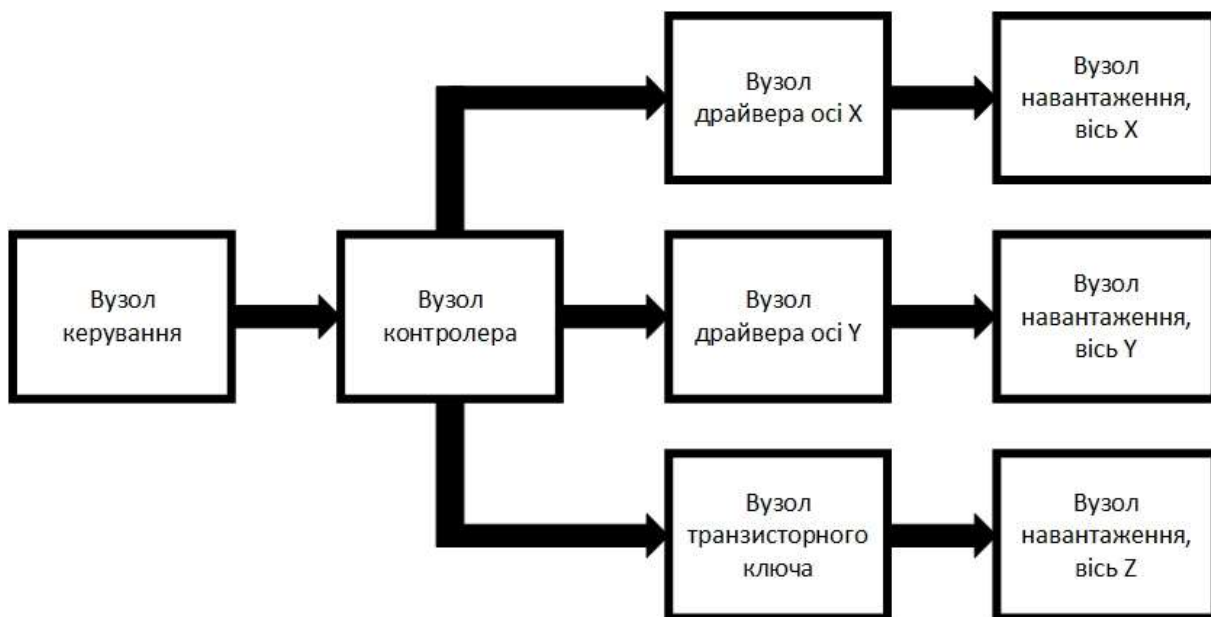 Вузол
драйвера осі X
Вузол
навантаження,
вісь X
Вузол
керування
Вузол
контролера
Вузол
драйвера осі Y
Вузол
навантаження,
вісь Y
Вузол
транзисторного
ключа
Вузол
навантаження,
вісь Z